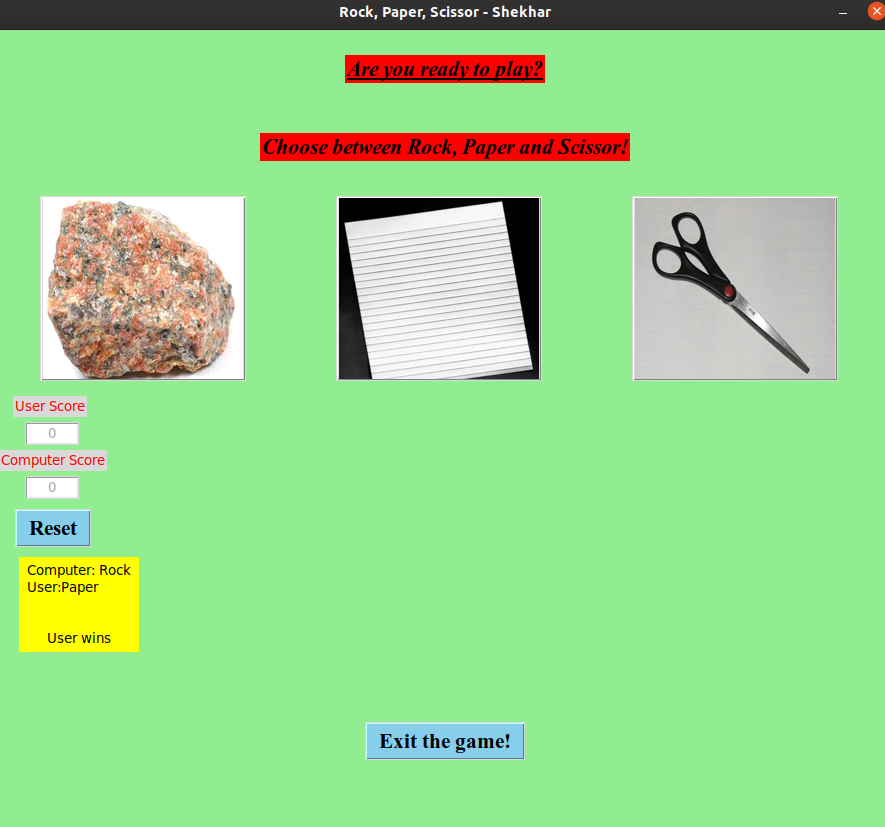 Rock, Paper, Scissor - Shekhar
Are you ready to play?
Choose between Rock, Paper and Scissor!
User Score
0
Computer Score
0
Reset
Computer: Rock
User:Paper
User wins
Exit the game!